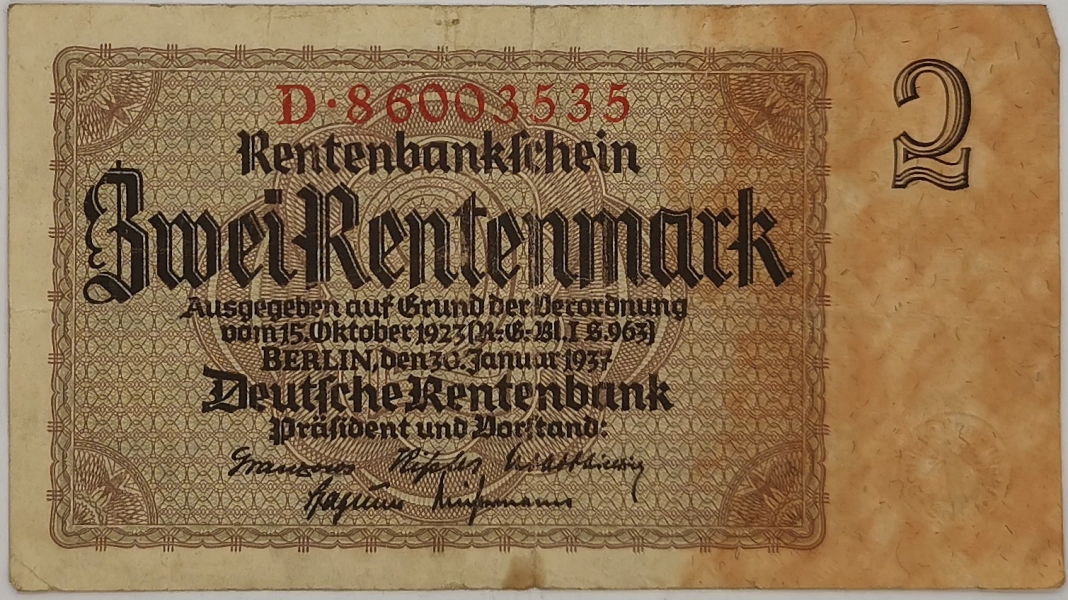 D·86003535
2
Rentenbankschein
Zwei Rentenmark
Ausgegeben auf Grund der Verordnung
vom 15. Oktober 1923 (R.-G.-Bl. I S. 963)
BERLIN, den 30. Januar 1937
Deutsche Rentenbank
Präsident und Vorstand: